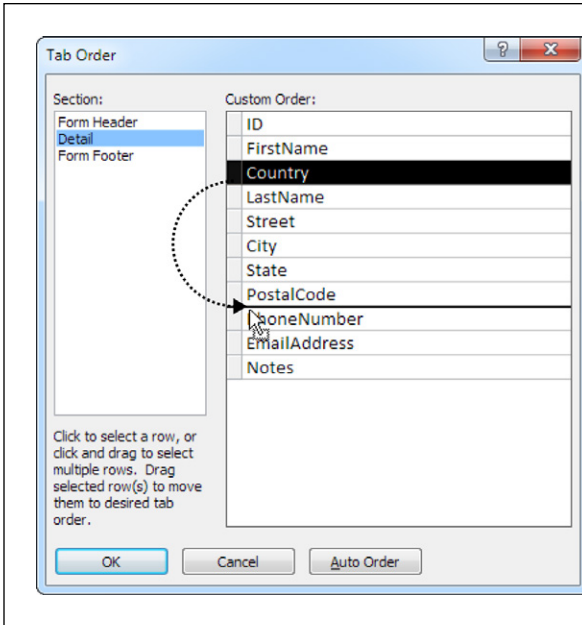 Tab Order
Section:
Form Header
Detail
Form Footer
Custom Order:
ID
FirstName
Country
LastName
Street
City
State
PostalCode
PhoneNumber
EmailAddress
Notes
Click to select a row, or
click and drag to select
multiple rows. Drag
selected row(s) to move
them to desired tab
order.
OK
Cancel
Auto Order